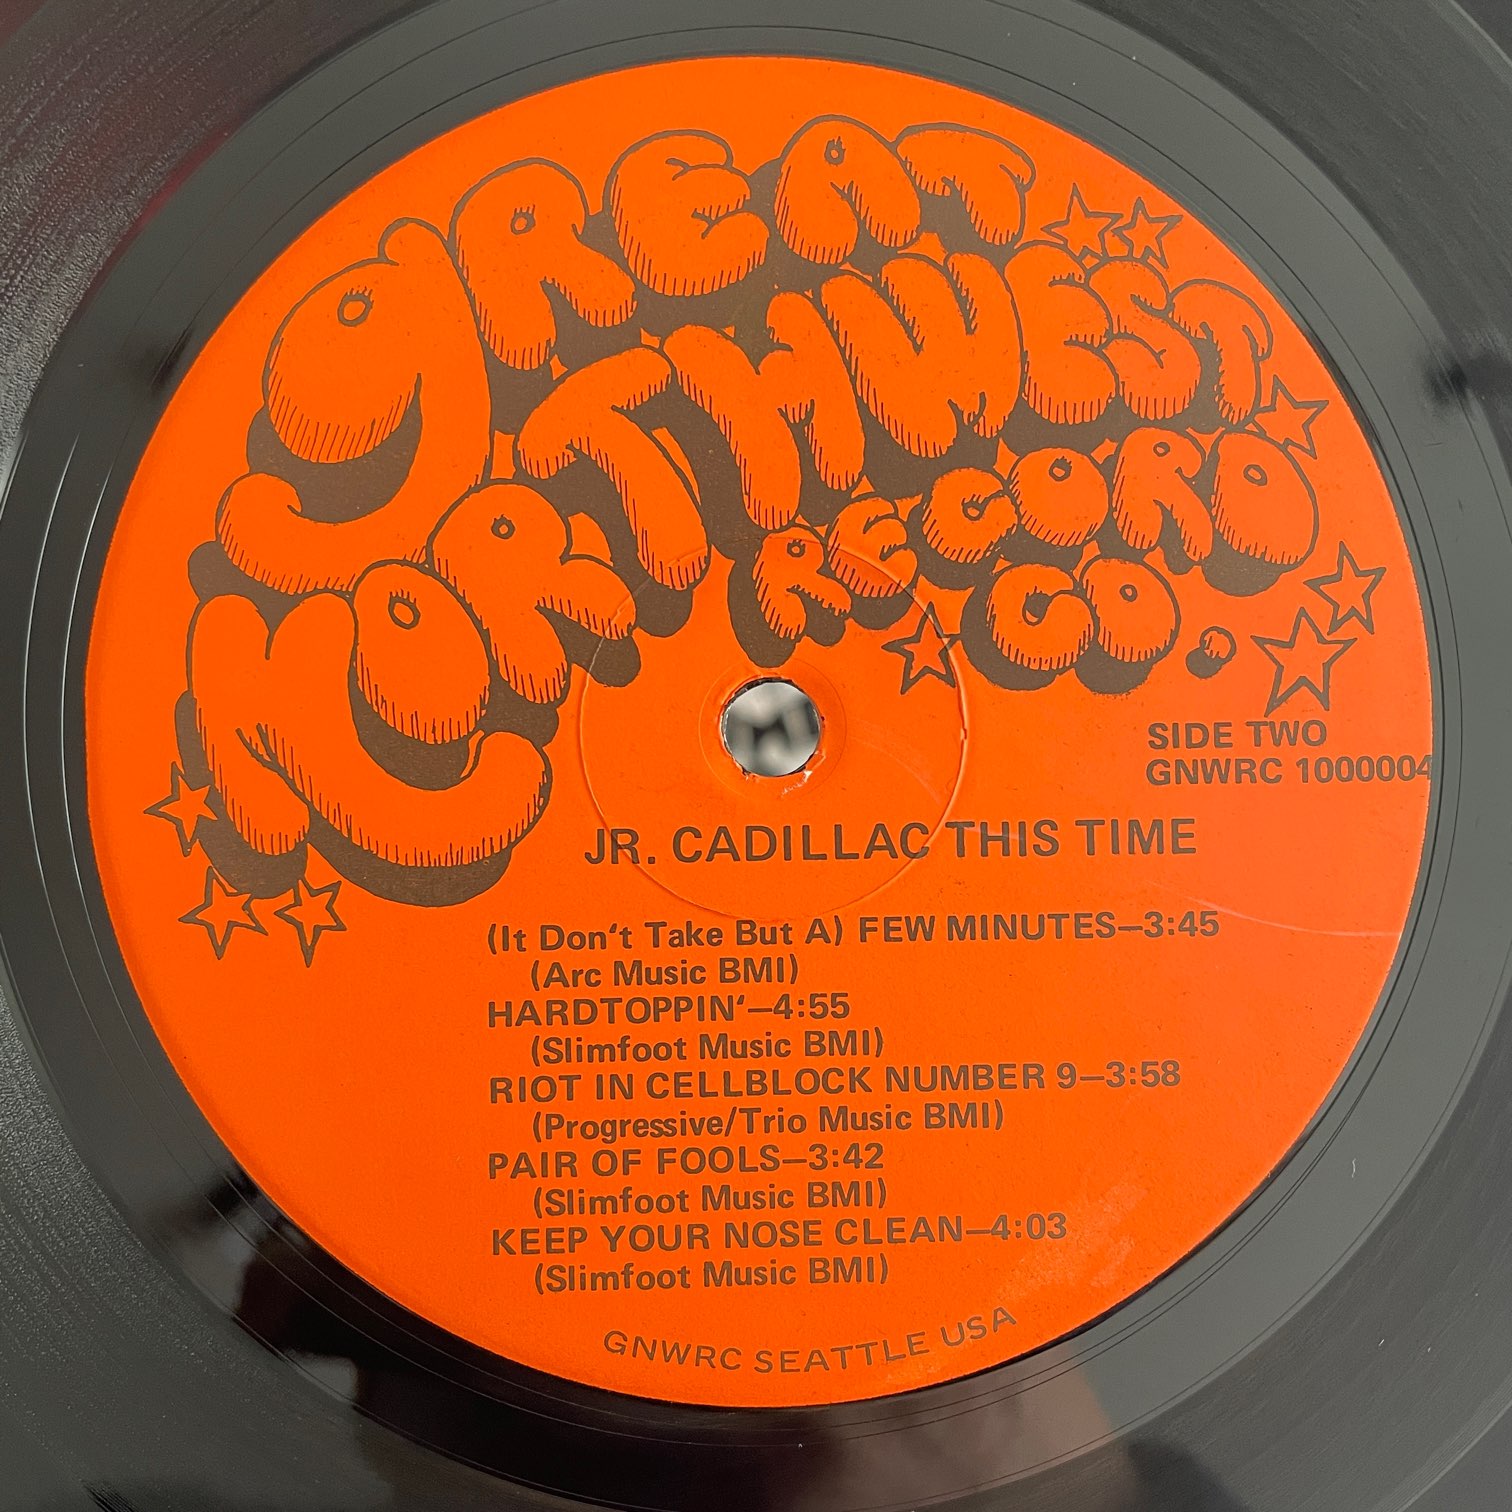 GREAT
NORTHWEST
RECORD
CO.
SIDE TWO
GNWRC 1000004
JR. CADILLAC THIS TIME
(It Don't Take But A) FEW MINUTES—3:45
(Arc Music BMI)
HARDTOPPIN'—4:55
(Slimfoot Music BMI)
RIOT IN CELLBLOCK NUMBER 9—3:58
(Progressive/Trio Music BMI)
PAIR OF FOOLS—3:42
(Slimfoot Music BMI)
KEEP YOUR NOSE CLEAN—4:03
(Slimfoot Music BMI)
GNWRC SEATTLE USA